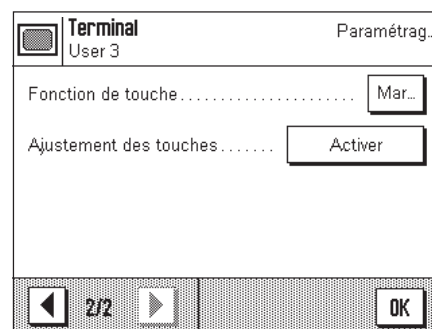 Terminal Paramétrag..
User 3
Fonction de touche...................... Mar...
Ajustement des touches....... Activer
2/2 OK